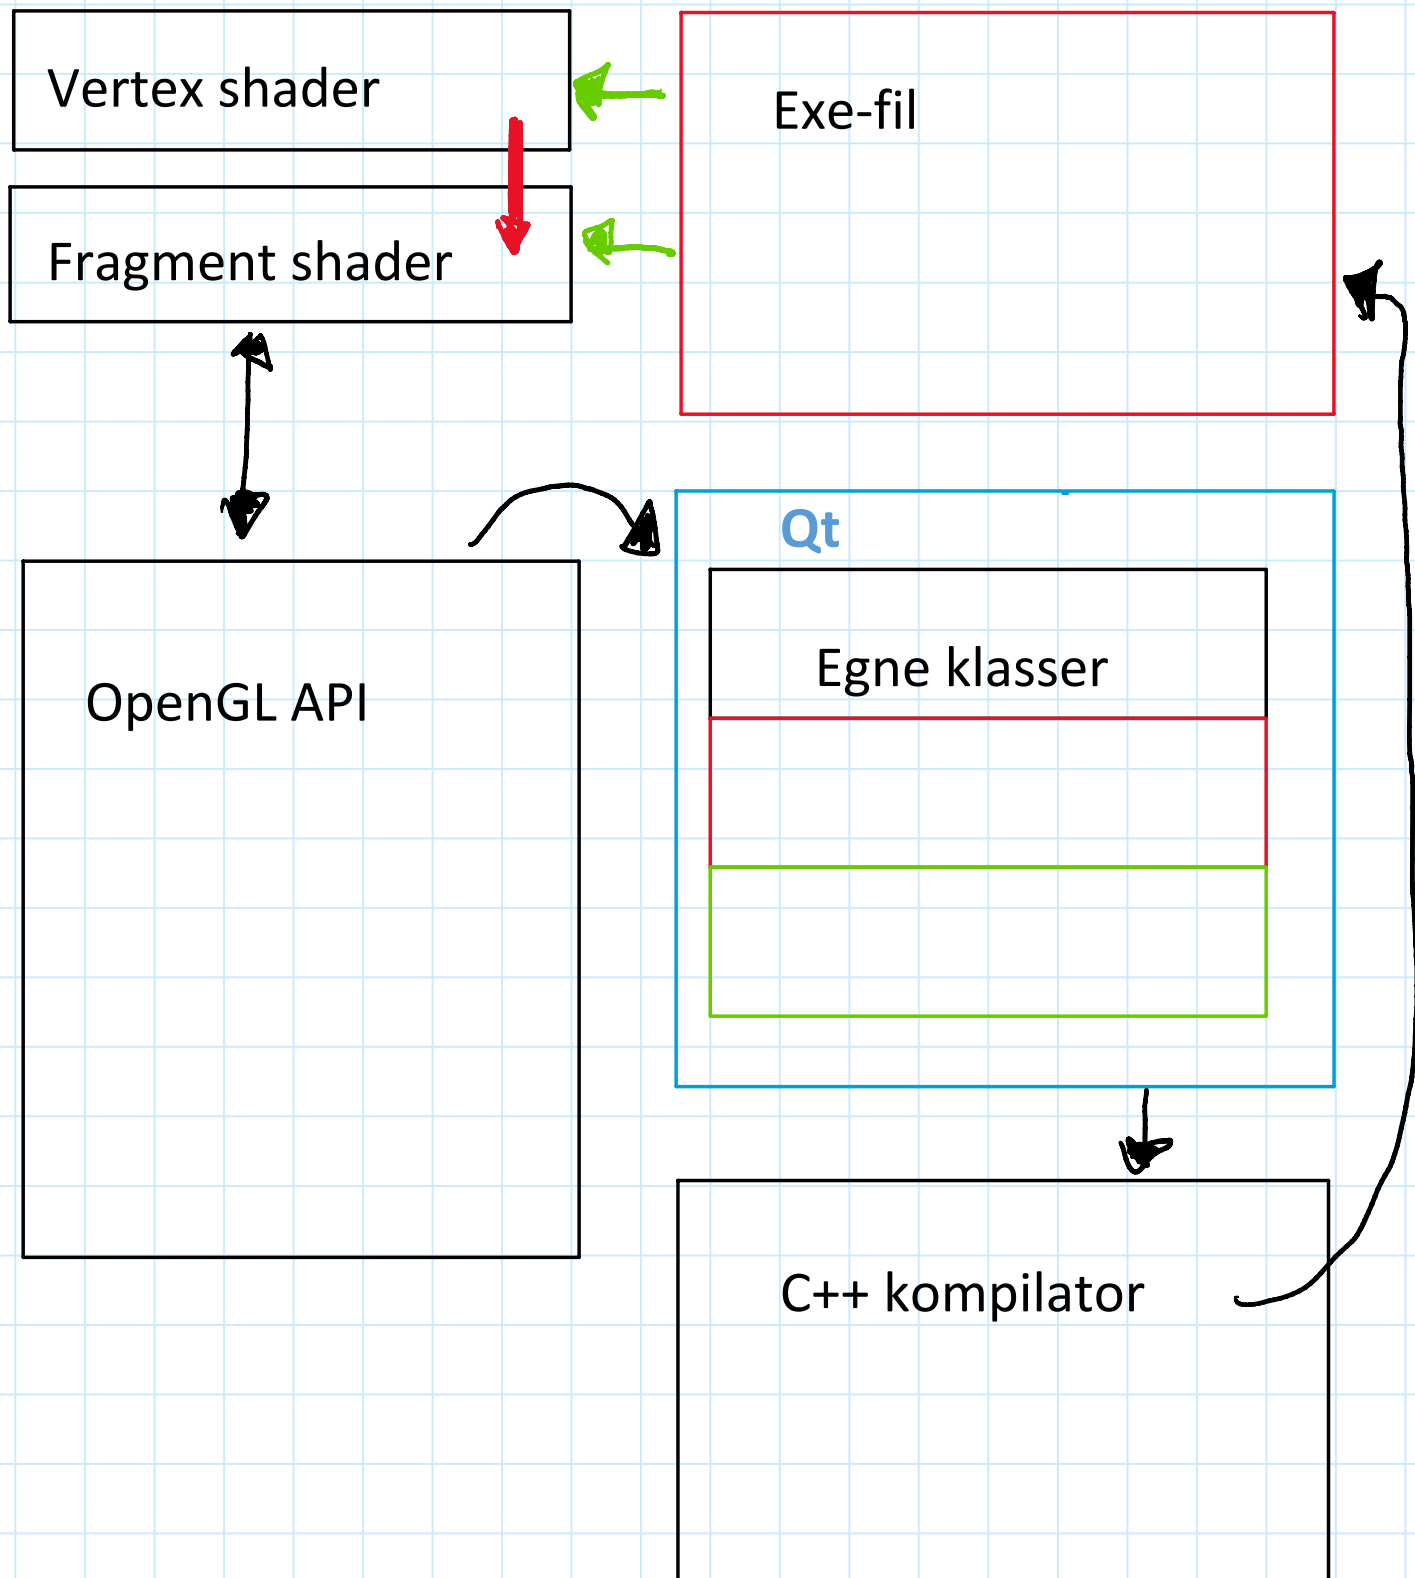 Vertex shader
Exe-fil
Fragment shader
Qt
Egne klasser
OpenGL API
C++ kompilator